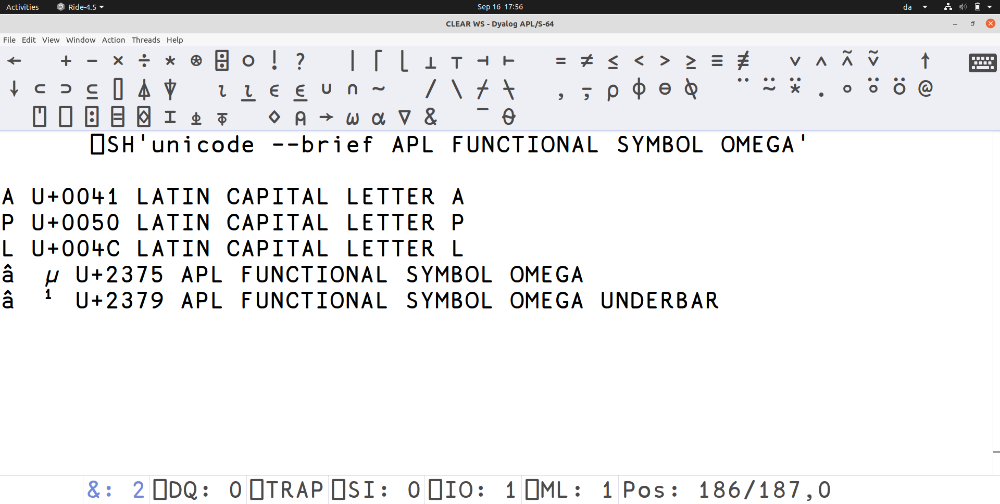 Activities Ride-4.5 Sep 16 17:56 da
CLEAR WS - Dyalog APL/S-64
File Edit View Window Action Threads Help
← + − × ÷ * ⍟ ⌹ ○ ! ? | ⌈ ⌊ ⊥ ⊤ ⊣ ⊢ = ≠ ≤ < > ≥ ≡ ≢ ∨ ∧ ⍲ ⍱ ↑
↓ ⊂ ⊃ ⊆ ⌷ ⍋ ⍒ ⍳ ⍸ ∊ ⍷ ∪ ∩ ~ / \ ⌿ ⍀ , ⍪ ⍴ ⌽ ⊖ ⍉ ¨ ⍨ ⍣ . ∘ ⍤ ⍥ @
⍞ ⎕ ⍠ ⌸ ⌺ ⌶ ⍎ ⍕ ⋄ ⍝ → ⍵ ⍺ ∇ & ¯ ⍬
⎕SH'unicode --brief APL FUNCTIONAL SYMBOL OMEGA'
A U+0041 LATIN CAPITAL LETTER A
P U+0050 LATIN CAPITAL LETTER P
L U+004C LATIN CAPITAL LETTER L
â µ U+2375 APL FUNCTIONAL SYMBOL OMEGA
â ¹ U+2379 APL FUNCTIONAL SYMBOL OMEGA UNDERBAR
&: 2 ⎕DQ: 0 ⎕TRAP ⎕SI: 0 ⎕IO: 1 ⎕ML: 1 Pos: 186/187,0